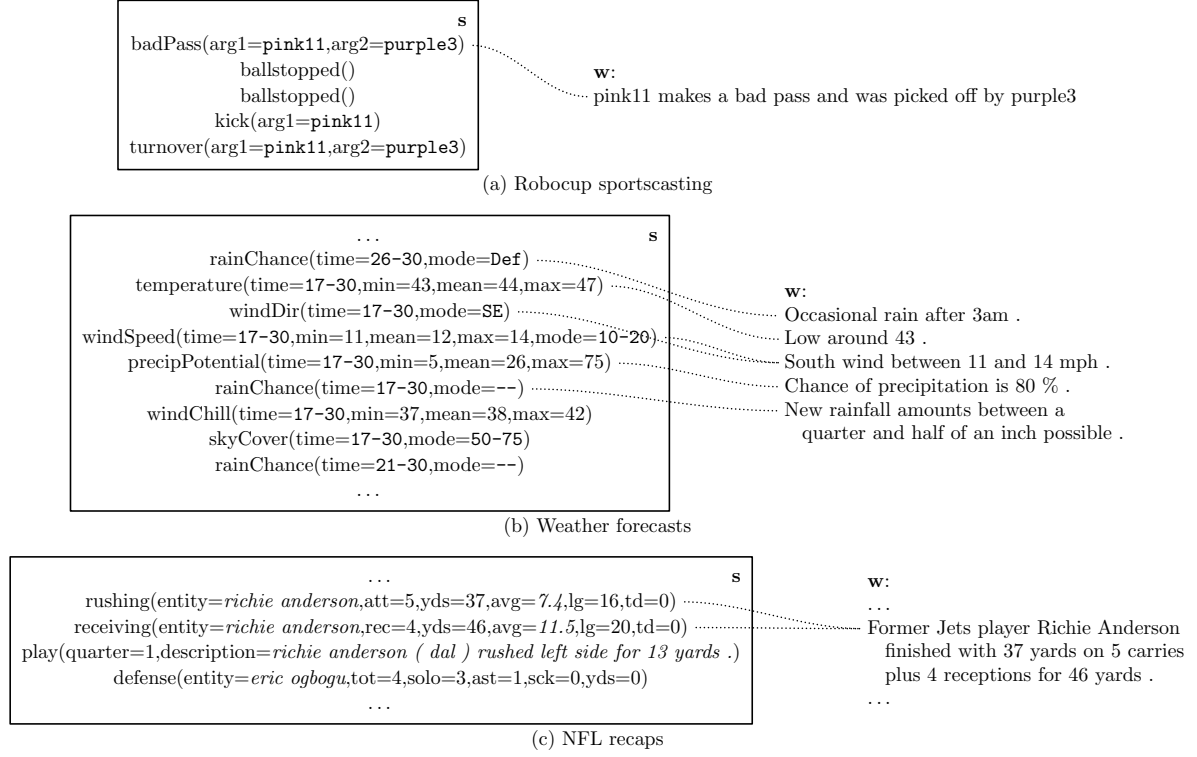 s
badPass(arg1=pink11,arg2=purple3)
ballstopped()
ballstopped()
kick(arg1=pink11)
turnover(arg1=pink11,arg2=purple3)
w:
pink11 makes a bad pass and was picked off by purple3
(a) Robocup sportscasting
. . .
s
rainChance(time=26-30,mode=Def)
temperature(time=17-30,min=43,mean=44,max=47)
windDir(time=17-30,mode=SE)
windSpeed(time=17-30,min=11,mean=12,max=14,mode=10-20)
precipPotential(time=17-30,min=5,mean=26,max=75)
rainChance(time=17-30,mode=--)
windChill(time=17-30,min=37,mean=38,max=42)
skyCover(time=17-30,mode=50-75)
rainChance(time=21-30,mode=--)
. . .
w:
Occasional rain after 3am .
Low around 43 .
South wind between 11 and 14 mph .
Chance of precipitation is 80 % .
New rainfall amounts between a
quarter and half of an inch possible .
(b) Weather forecasts
. . .
s
rushing(entity=richie anderson,att=5,yds=37,avg=7.4,lg=16,td=0)
receiving(entity=richie anderson,rec=4,yds=46,avg=11.5,lg=20,td=0)
play(quarter=1,description=richie anderson ( dal ) rushed left side for 13 yards .)
defense(entity=eric ogbogu,tot=4,solo=3,ast=1,sck=0,yds=0)
. . .
w:
. . .
Former Jets player Richie Anderson
finished with 37 yards on 5 carries
plus 4 receptions for 46 yards .
. . .
(c) NFL recaps